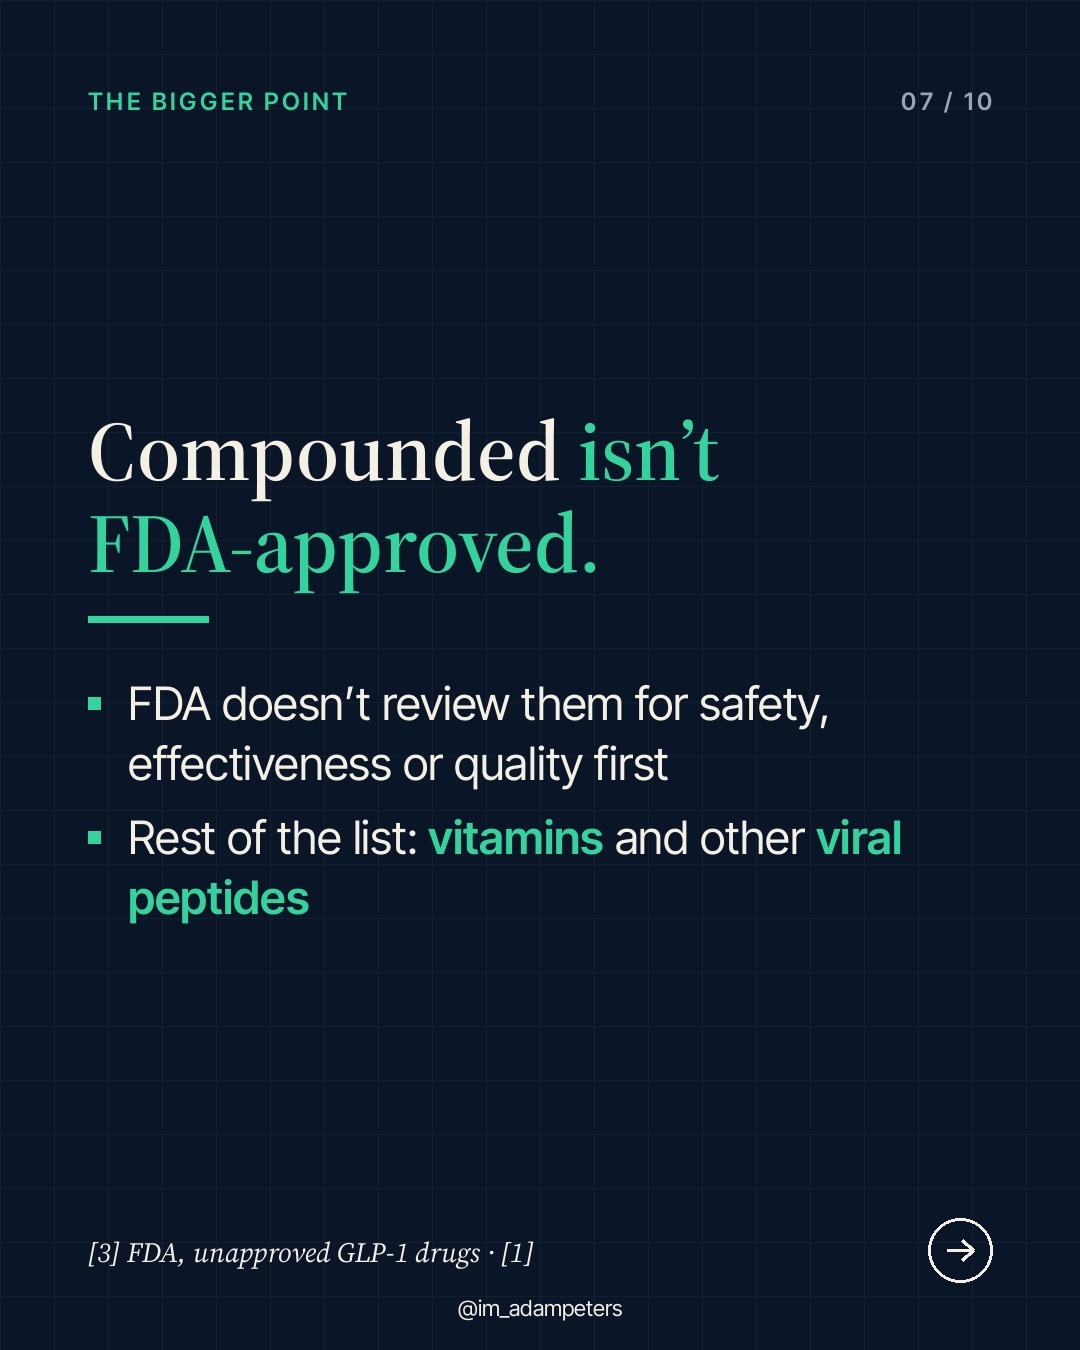 THE BIGGER POINT
07 / 10
Compounded isn’t
FDA-approved.
FDA doesn’t review them for safety,
effectiveness or quality first
Rest of the list: vitamins and other viral
peptides
[3] FDA, unapproved GLP-1 drugs · [1]
@im_adampeters